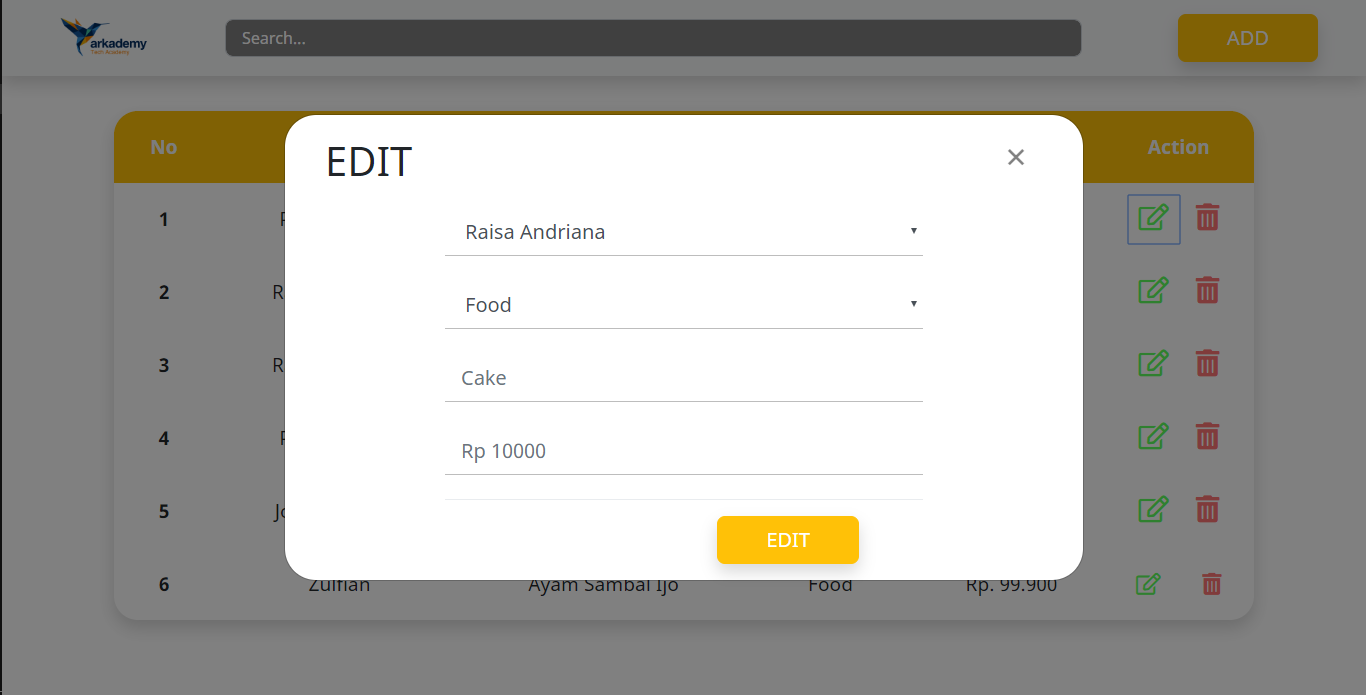 arkademy
Tech Academy
Search...
ADD
No
Action
EDIT
Raisa Andriana
Food
Cake
Rp 10000
EDIT
1
2
3
4
5
6 Zulfian Ayam Sambal Ijo Food Rp. 99.900